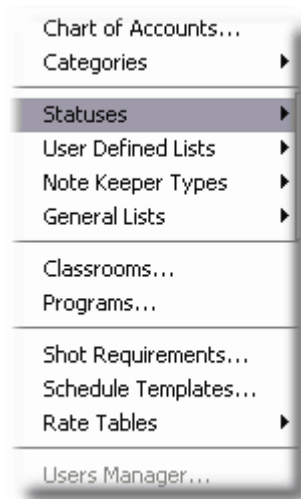 Chart of Accounts...
Categories
Statuses
User Defined Lists
Note Keeper Types
General Lists
Classrooms...
Programs...
Shot Requirements...
Schedule Templates...
Rate Tables
Users Manager...